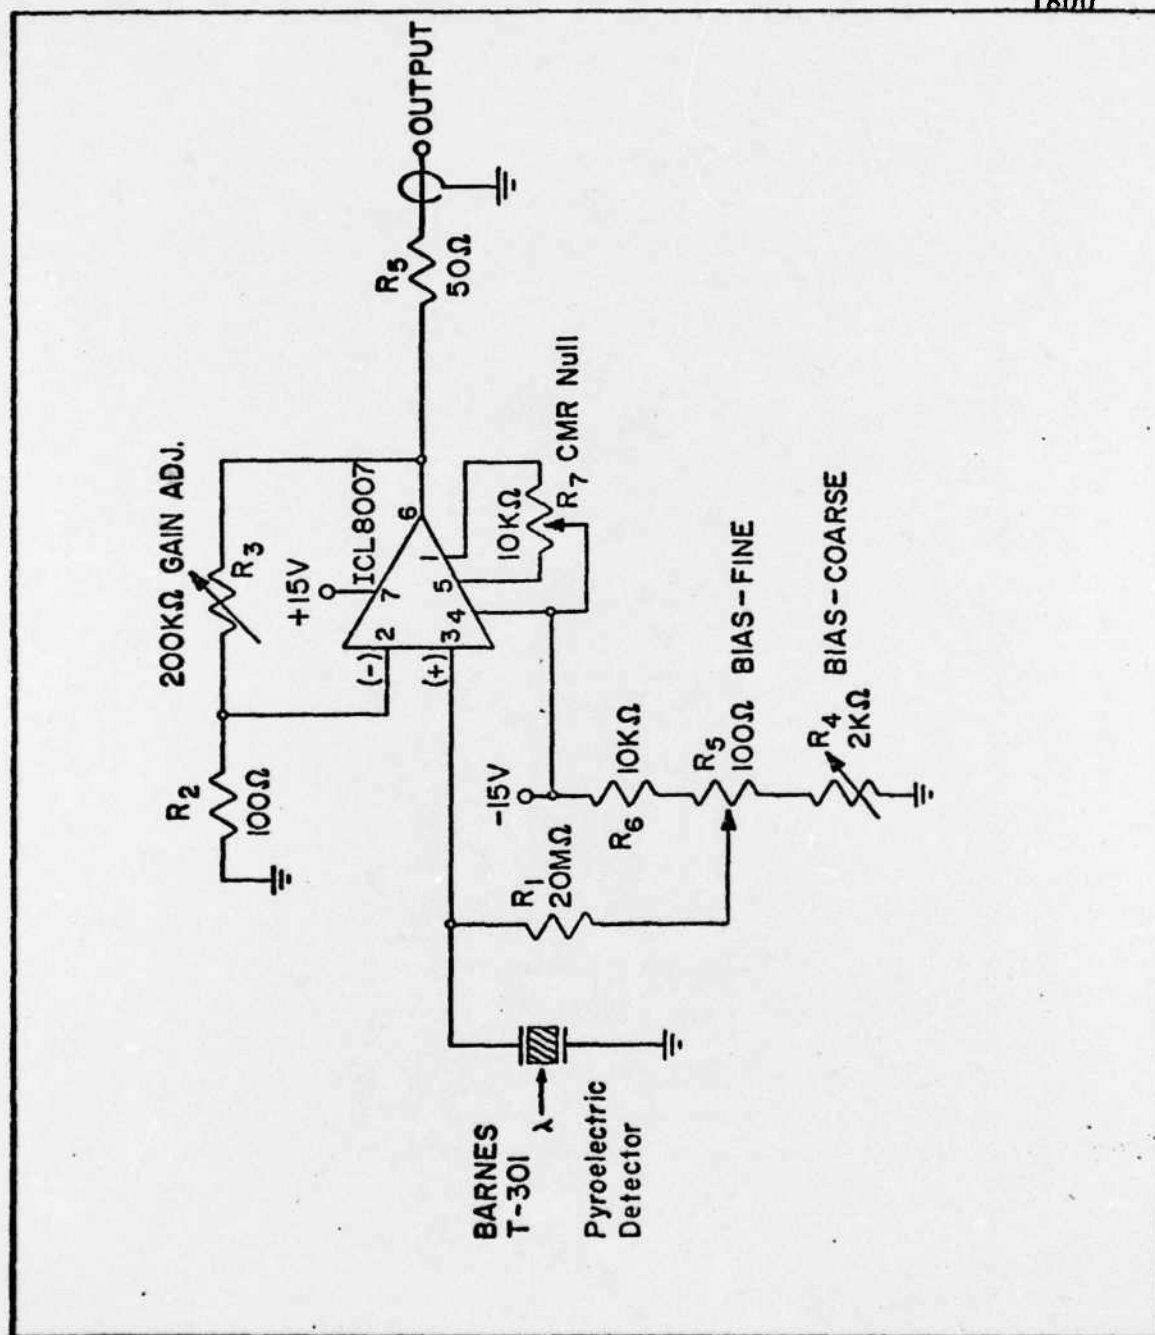 1800
200KΩ GAIN ADJ.
R3
R2
100Ω
+15V
ICL8007
(-)
2
7
6
(+)
3
4
5
1
R5
50Ω
OUTPUT
10KΩ
R7 CMR Null
-15V
R1
20MΩ
R6
10KΩ
R5
100Ω BIAS-FINE
R4
2KΩ
BIAS-COARSE
BARNES
T-301
λ
Pyroelectric
Detector